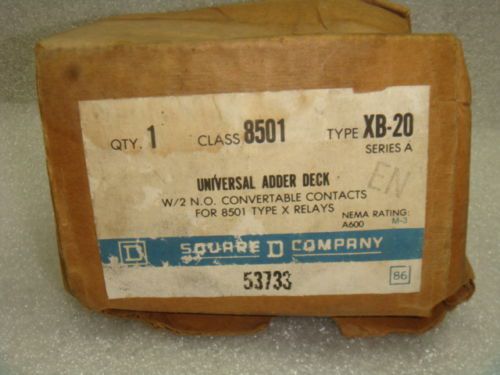 QTY. 1 CLASS 8501 TYPE XB-20
SERIES A
UNIVERSAL ADDER DECK
W/2 N.O. CONVERTABLE CONTACTS
FOR 8501 TYPE X RELAYS
EN
NEMA RATING:
A600 M-3
D SQUARE D COMPANY
53733
86